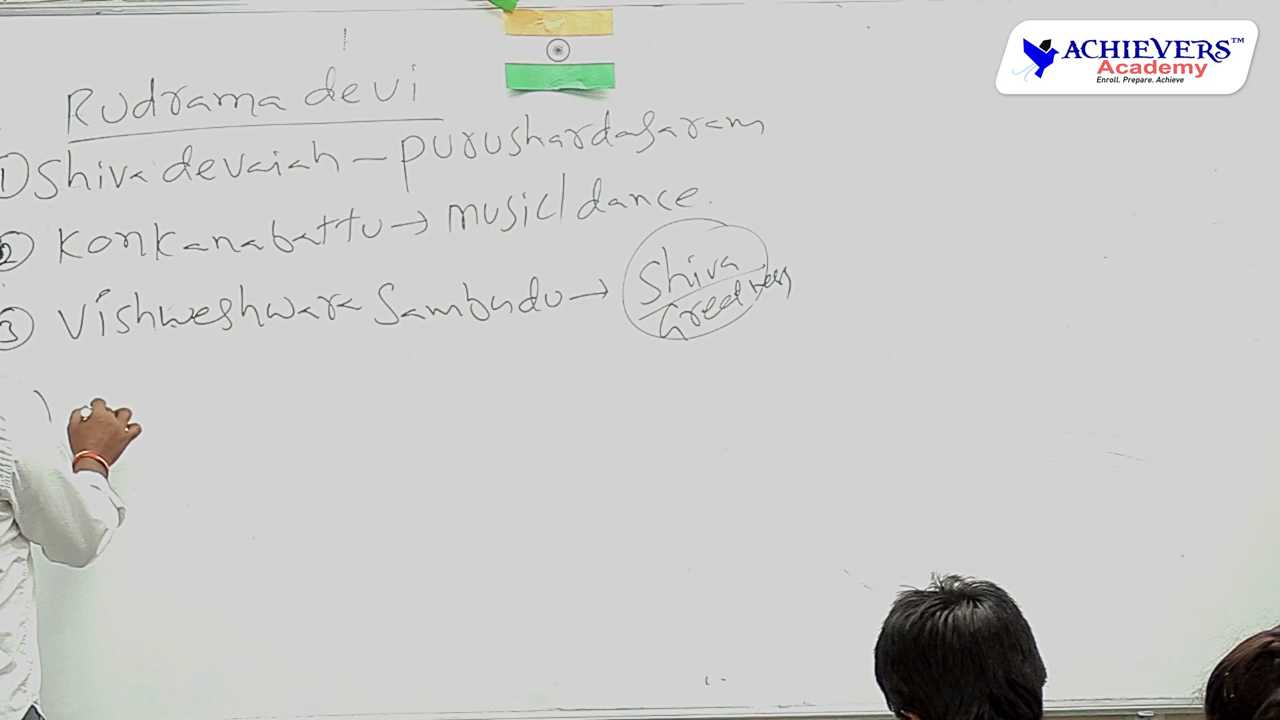 ACHIEVERS™
Academy
Enroll. Prepare. Achieve
Rudrama devi
① Shiva devaiah – purushardasaram
② Konkanabattu → music/dance.
③ Vishweshwara Sambudu → Shiva
Greatness